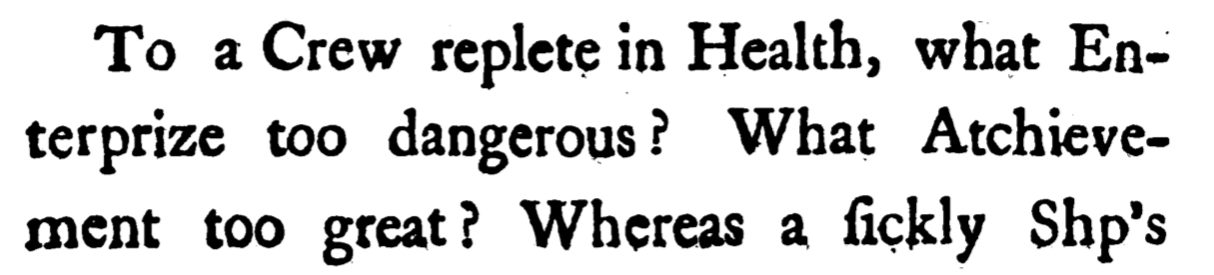 To a Crew replete in Health, what En-
terprize too dangerous? What Atchieve-
ment too great? Whereas a ſickly Shp's